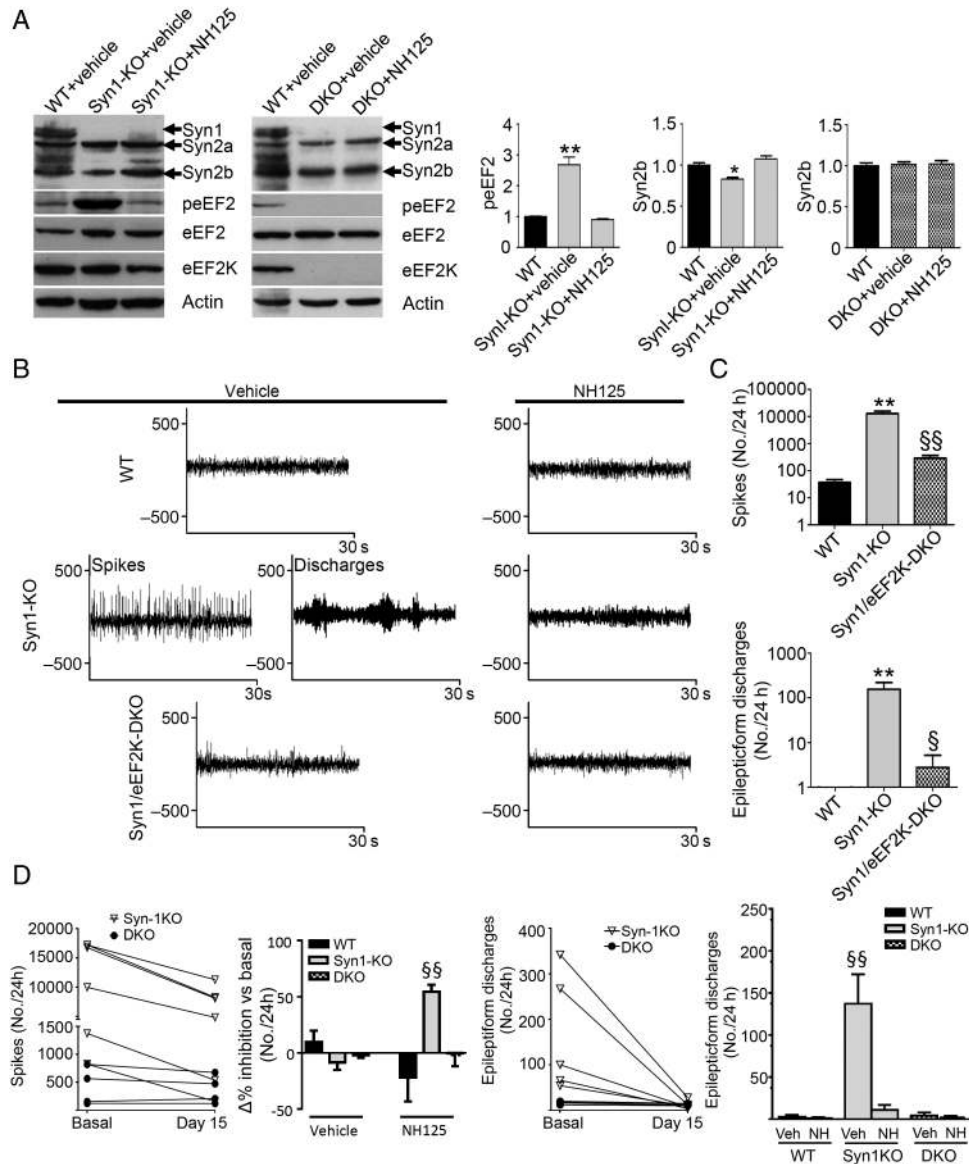 A
WT+vehicle
Syn1-KO+vehicle
Syn1-KO+NH125
Syn1
Syn2a
Syn2b
peEF2
eEF2
eEF2K
Actin
WT+vehicle
DKO+vehicle
DKO+NH125
Syn1
Syn2a
Syn2b
peEF2
eEF2
eEF2K
Actin
peEF2
4
3
2
1
0
**
WT
SynI-KO+vehicle
Syn1-KO+NH125
Syn2b
1.5
1.0
0.5
0.0
*
WT
SynI-KO+vehicle
Syn1-KO+NH125
Syn2b
1.5
1.0
0.5
0.0
WT
DKO+vehicle
DKO+NH125
B
Vehicle
NH125
WT
500
−500
30 s
500
−500
30 s
Syn1-KO
500
Spikes
−500
30s
500
Discharges
−500
30s
500
−500
30 s
Syn1/eEF2K-DKO
500
−500
30 s
500
−500
30 s
C
Spikes (No./24 h)
100000
10000
1000
100
10
1
**
§§
WT
Syn1-KO
Syn1/eEF2K-DKO
Epilepticform discharges
(No./24 h)
1000
100
10
1
**
§
WT
Syn1-KO
Syn1/eEF2K-DKO
D
Spikes (No./24h)
20000
15000
10000
1500
1000
500
Syn-1KO
DKO
Basal
Day 15
Δ% inhibition vs basal
(No./24h)
100
50
0
-50
WT
Syn1-KO
DKO
§§
Vehicle
NH125
Epileptiform discharges
(No./24h)
400
300
200
100
Syn-1KO
DKO
Basal
Day 15
Epilepticform discharges
(No./24 h)
250
200
150
100
50
0
WT
Syn1-KO
DKO
§§
Veh NH
Veh NH
Veh NH
WT
Syn1KO
DKO